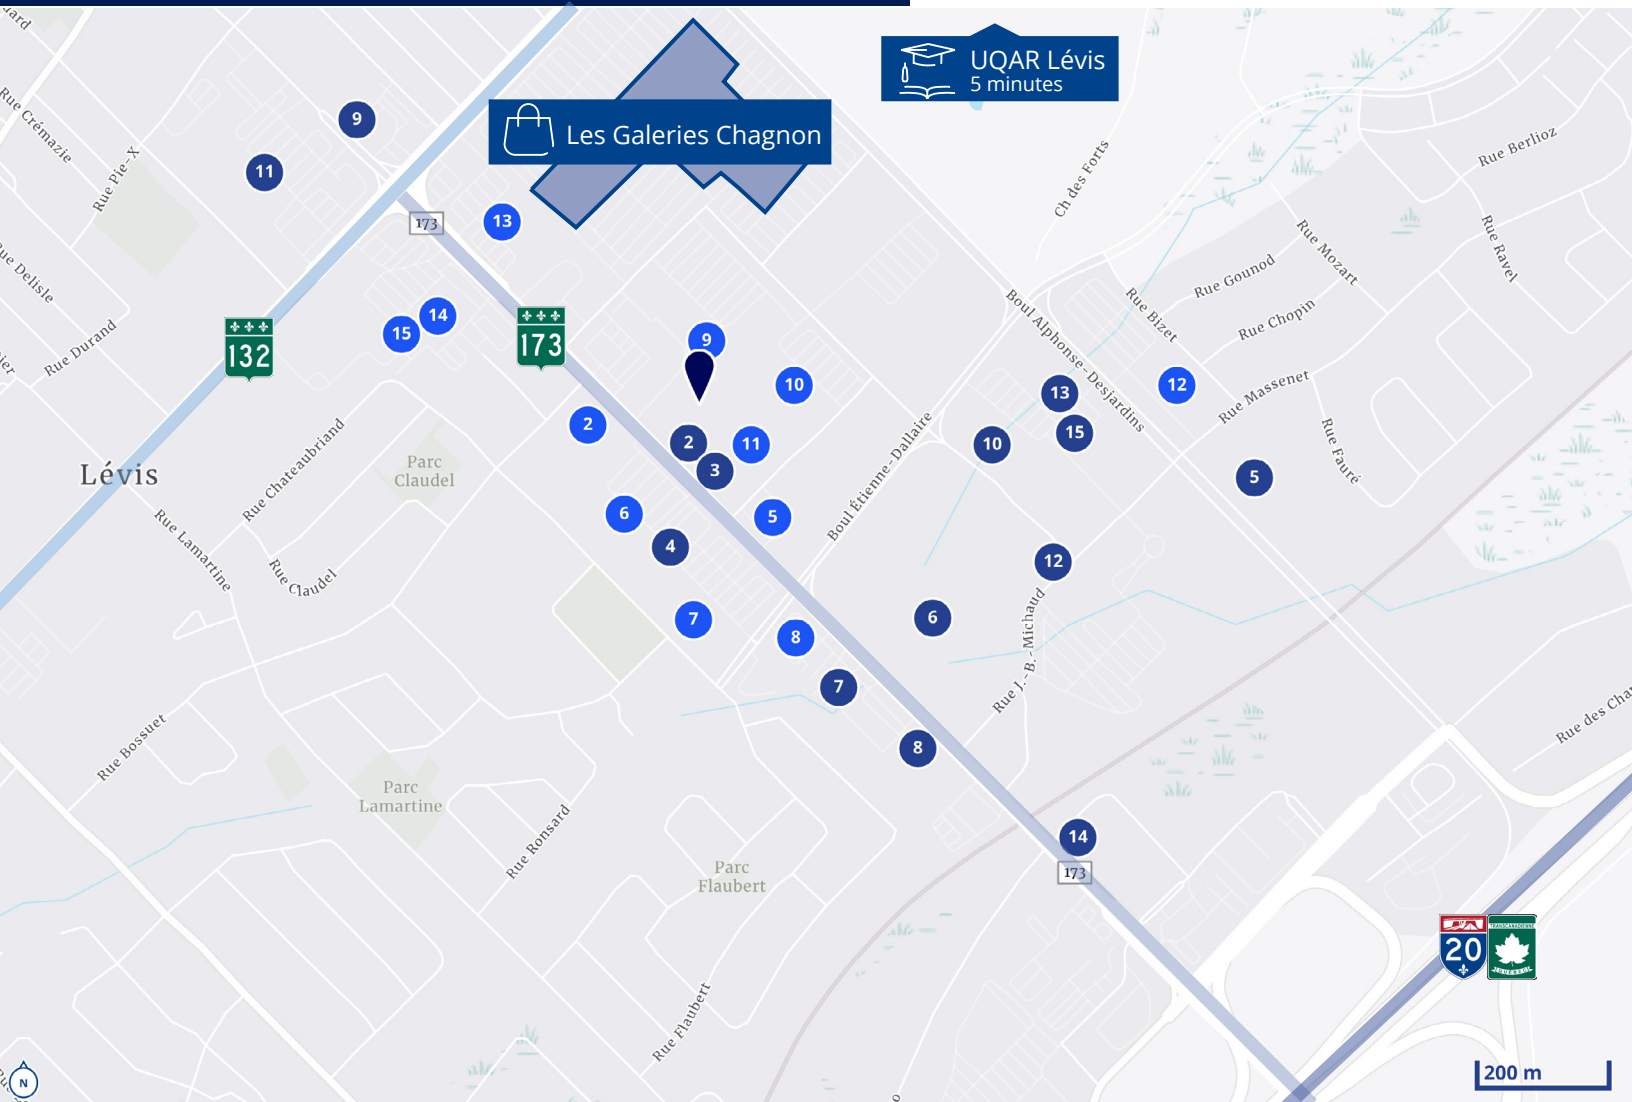 UQAR Lévis
5 minutes
Les Galeries Chagnon
Rue Crémazie
Rue Pie-X
Rue Durand
Rue Berlioz
Ch des Forts
Rue Mozart
Rue Ravel
Rue Gounod
Rue Bizet
Rue Chopin
Boul Alphonse-Desjardins
Rue Massenet
Rue Fauré
Boul Étienne-Dallaire
9
11
13
173
14
15
132
173
9
10
2
2
11
3
13
15
12
10
5
Lévis
Parc
Claudel
Rue Chateaubriand
Rue Lamartine
Rue Claudel
6
5
4
12
7
8
6
7
8
Rue J.-B.-Michaud
Rue Bossuet
Parc
Lamartine
Rue Ronsard
Parc
Flaubert
14
173
20
TRANSCANADIENNE
QUÉBEC
Rue Flaubert
N
200 m